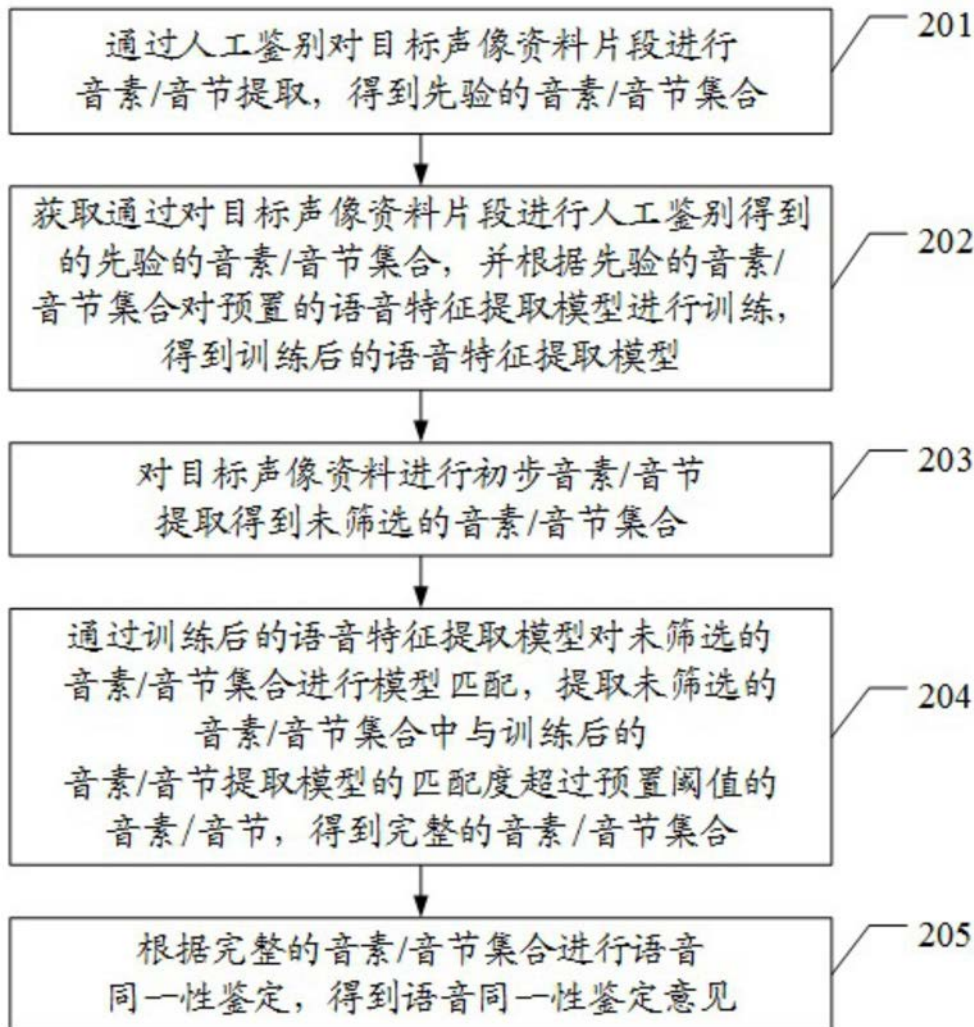 通过人工鉴别对目标声像资料片段进行
音素/音节提取，得到先验的音素/音节集合
201
获取通过对目标声像资料片段进行人工鉴别得到
的先验的音素/音节集合，并根据先验的音素/
音节集合对预置的语音特征提取模型进行训练，
得到训练后的语音特征提取模型
202
对目标声像资料进行初步音素/音节
提取得到未筛选的音素/音节集合
203
通过训练后的语音特征提取模型对未筛选的
音素/音节集合进行模型匹配，提取未筛选的
音素/音节集合中与训练后的
音素/音节提取模型的匹配度超过预置阈值的
音素/音节，得到完整的音素/音节集合
204
根据完整的音素/音节集合进行语音
同一性鉴定，得到语音同一性鉴定意见
205